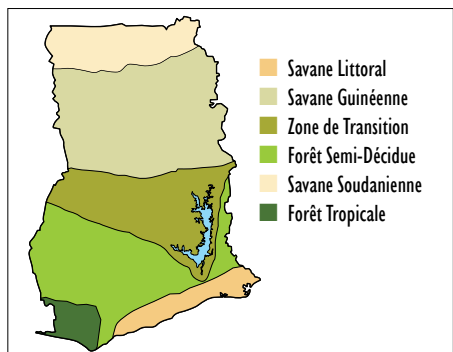 Savane Littoral
Savane Guinéenne
Zone de Transition
Forêt Semi-Décidue
Savane Soudanienne
Forêt Tropicale